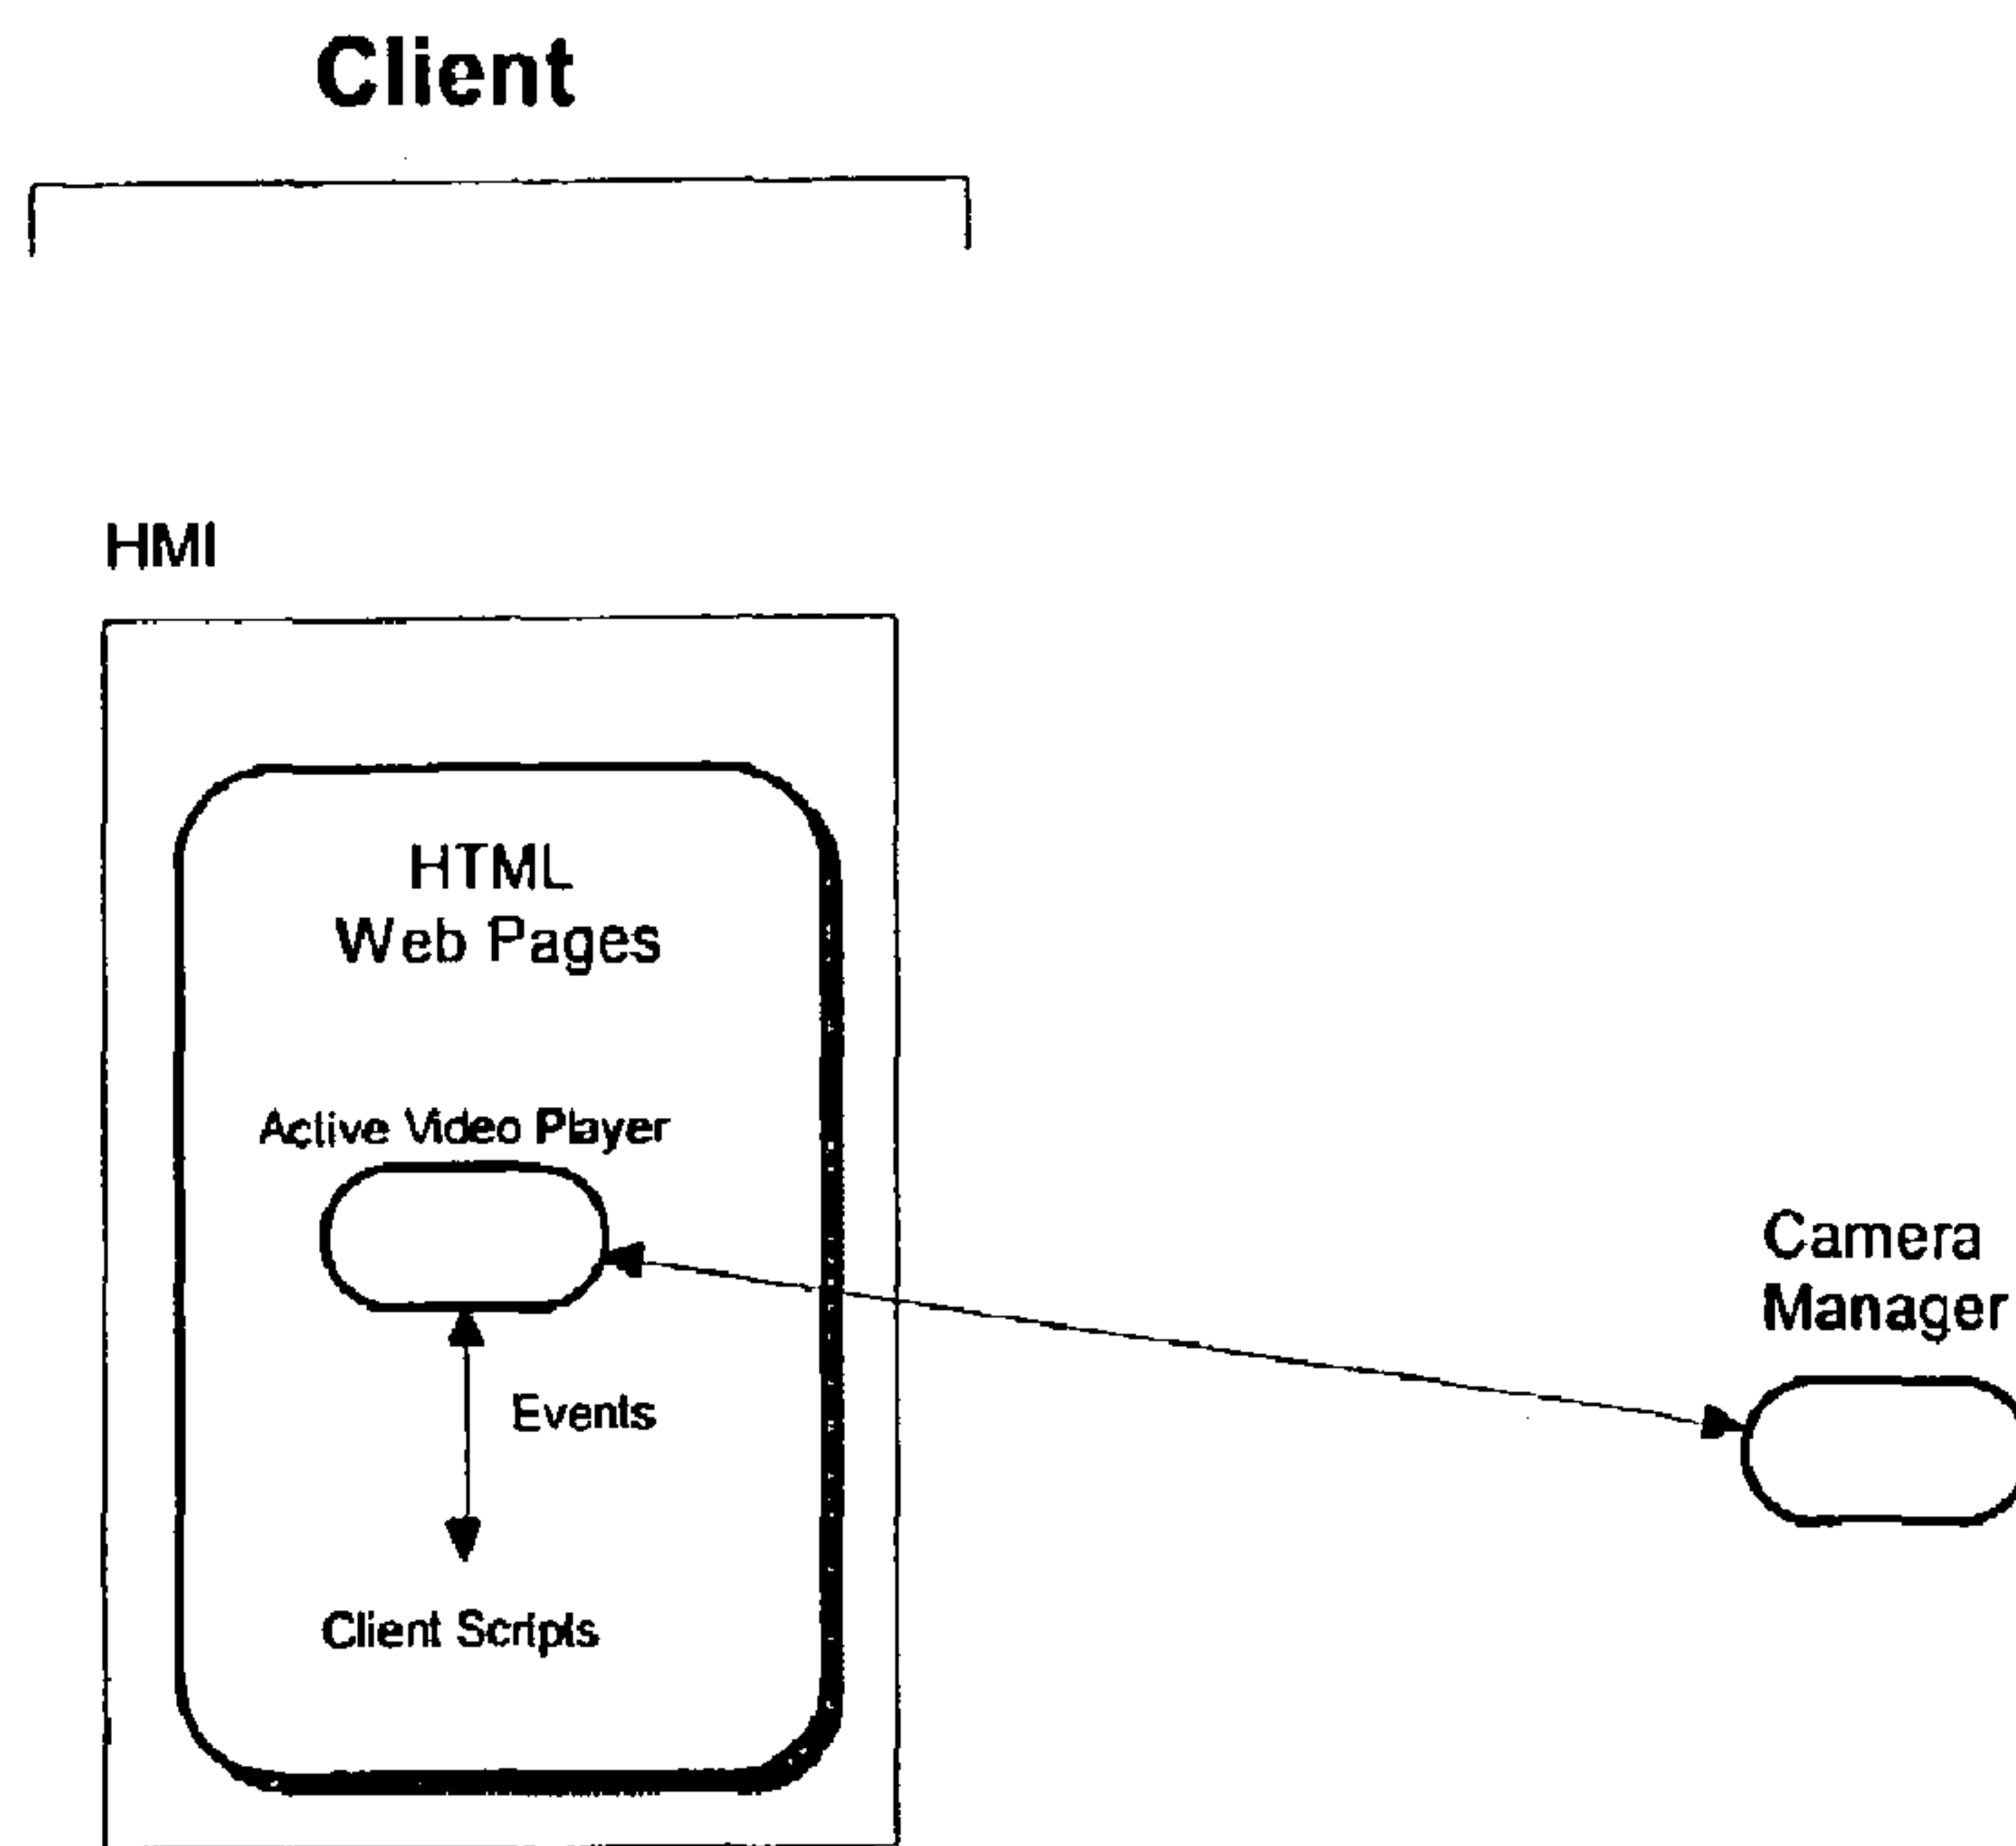 Client
HMI
HTML
Web Pages
Active Video Player
Events
Client Scripts
Camera
Manager